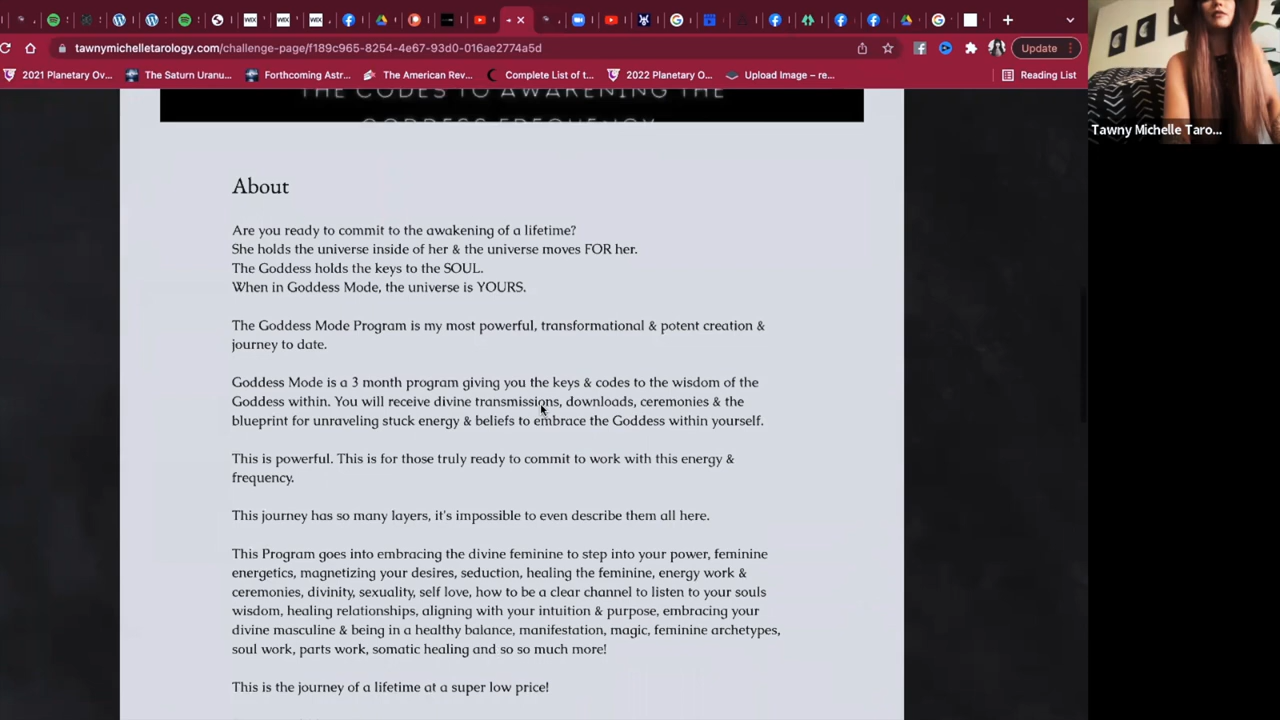 tawnymichelletarology.com/challenge-page/f189c965-8254-4e67-93d0-016ae2774a5d
Update
2021 Planetary Ov...
The Saturn Uranu...
Forthcoming Astr...
The American Rev...
Complete List of t...
2022 Planetary O...
Upload Image – re...
Reading List
Tawny Michelle Taro...
THE CODES TO AWAKENING THE
GODDESS FREQUENCY
About
Are you ready to commit to the awakening of a lifetime?
She holds the universe inside of her & the universe moves FOR her.
The Goddess holds the keys to the SOUL.
When in Goddess Mode, the universe is YOURS.
The Goddess Mode Program is my most powerful, transformational & potent creation &
journey to date.
Goddess Mode is a 3 month program giving you the keys & codes to the wisdom of the
Goddess within. You will receive divine transmissions, downloads, ceremonies & the
blueprint for unraveling stuck energy & beliefs to embrace the Goddess within yourself.
This is powerful. This is for those truly ready to commit to work with this energy &
frequency.
This journey has so many layers, it's impossible to even describe them all here.
This Program goes into embracing the divine feminine to step into your power, feminine
energetics, magnetizing your desires, seduction, healing the feminine, energy work &
ceremonies, divinity, sexuality, self love, how to be a clear channel to listen to your souls
wisdom, healing relationships, aligning with your intuition & purpose, embracing your
divine masculine & being in a healthy balance, manifestation, magic, feminine archetypes,
soul work, parts work, somatic healing and so so much more!
This is the journey of a lifetime at a super low price!